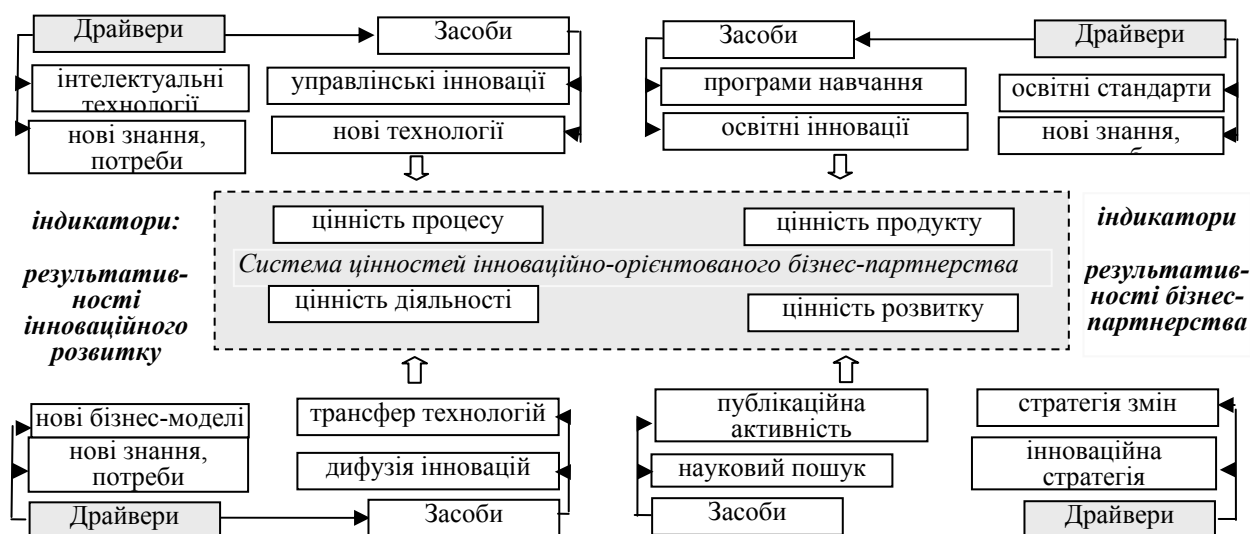 Драйвери
Засоби
Засоби
Драйвери
інтелектуальні
технології
управлінські інновації
програми навчання
освітні стандарти
нові знання,
потреби
нові технології
освітні інновації
нові знання,
індикатори:
результатив-
ності
інноваційного
розвитку
цінність процесу
цінність продукту
Система цінностей інноваційно-орієнтованого бізнес-партнерства
цінність діяльності
цінність розвитку
індикатори
результатив-
ності бізнес-
партнерства
нові бізнес-моделі
трансфер технологій
публікаційна
активність
стратегія змін
нові знання,
потреби
дифузія інновацій
науковий пошук
інноваційна
стратегія
Драйвери
Засоби
Засоби
Драйвери